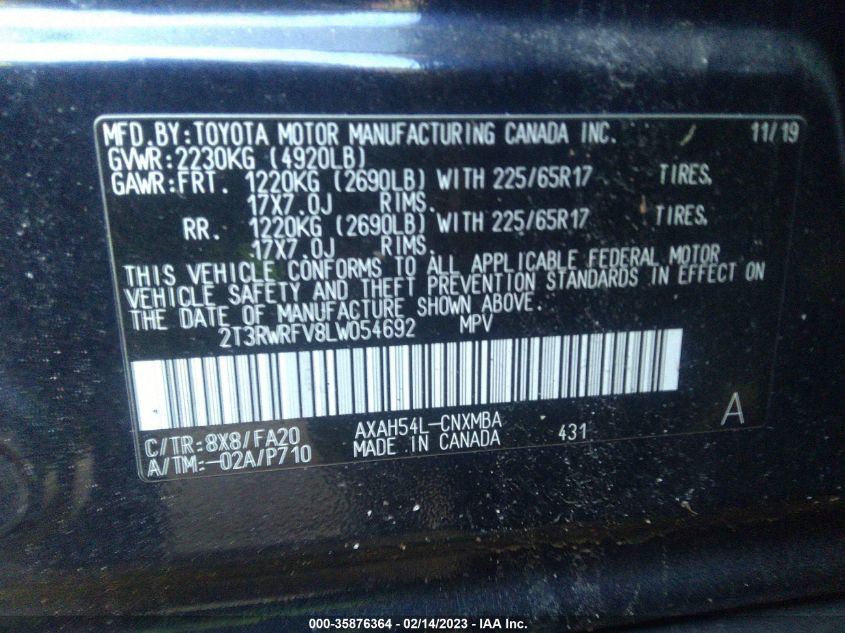 MFD.BY:TOYOTA MOTOR MANUFACTURING CANADA INC. 11/19
GVWR:2230KG (4920LB)
GAWR:FRT. 1220KG (2690LB) WITH 225/65R17 TIRES,
17X7.0J RIMS.
RR. 1220KG (2690LB) WITH 225/65R17 TIRES,
17X7.0J RIMS.
THIS VEHICLE CONFORMS TO ALL APPLICABLE FEDERAL MOTOR
VEHICLE SAFETY AND THEFT PREVENTION STANDARDS IN EFFECT ON
THE DATE OF MANUFACTURE SHOWN ABOVE.
2T3RWRFV8LW054692 MPV
C/TR:8X8/FA20 AXAH54L-CNXMBA 431 A
A/TM:-02A/P710 MADE IN CANADA
000-35876364 / 02/14/2023 - © IAA Inc.